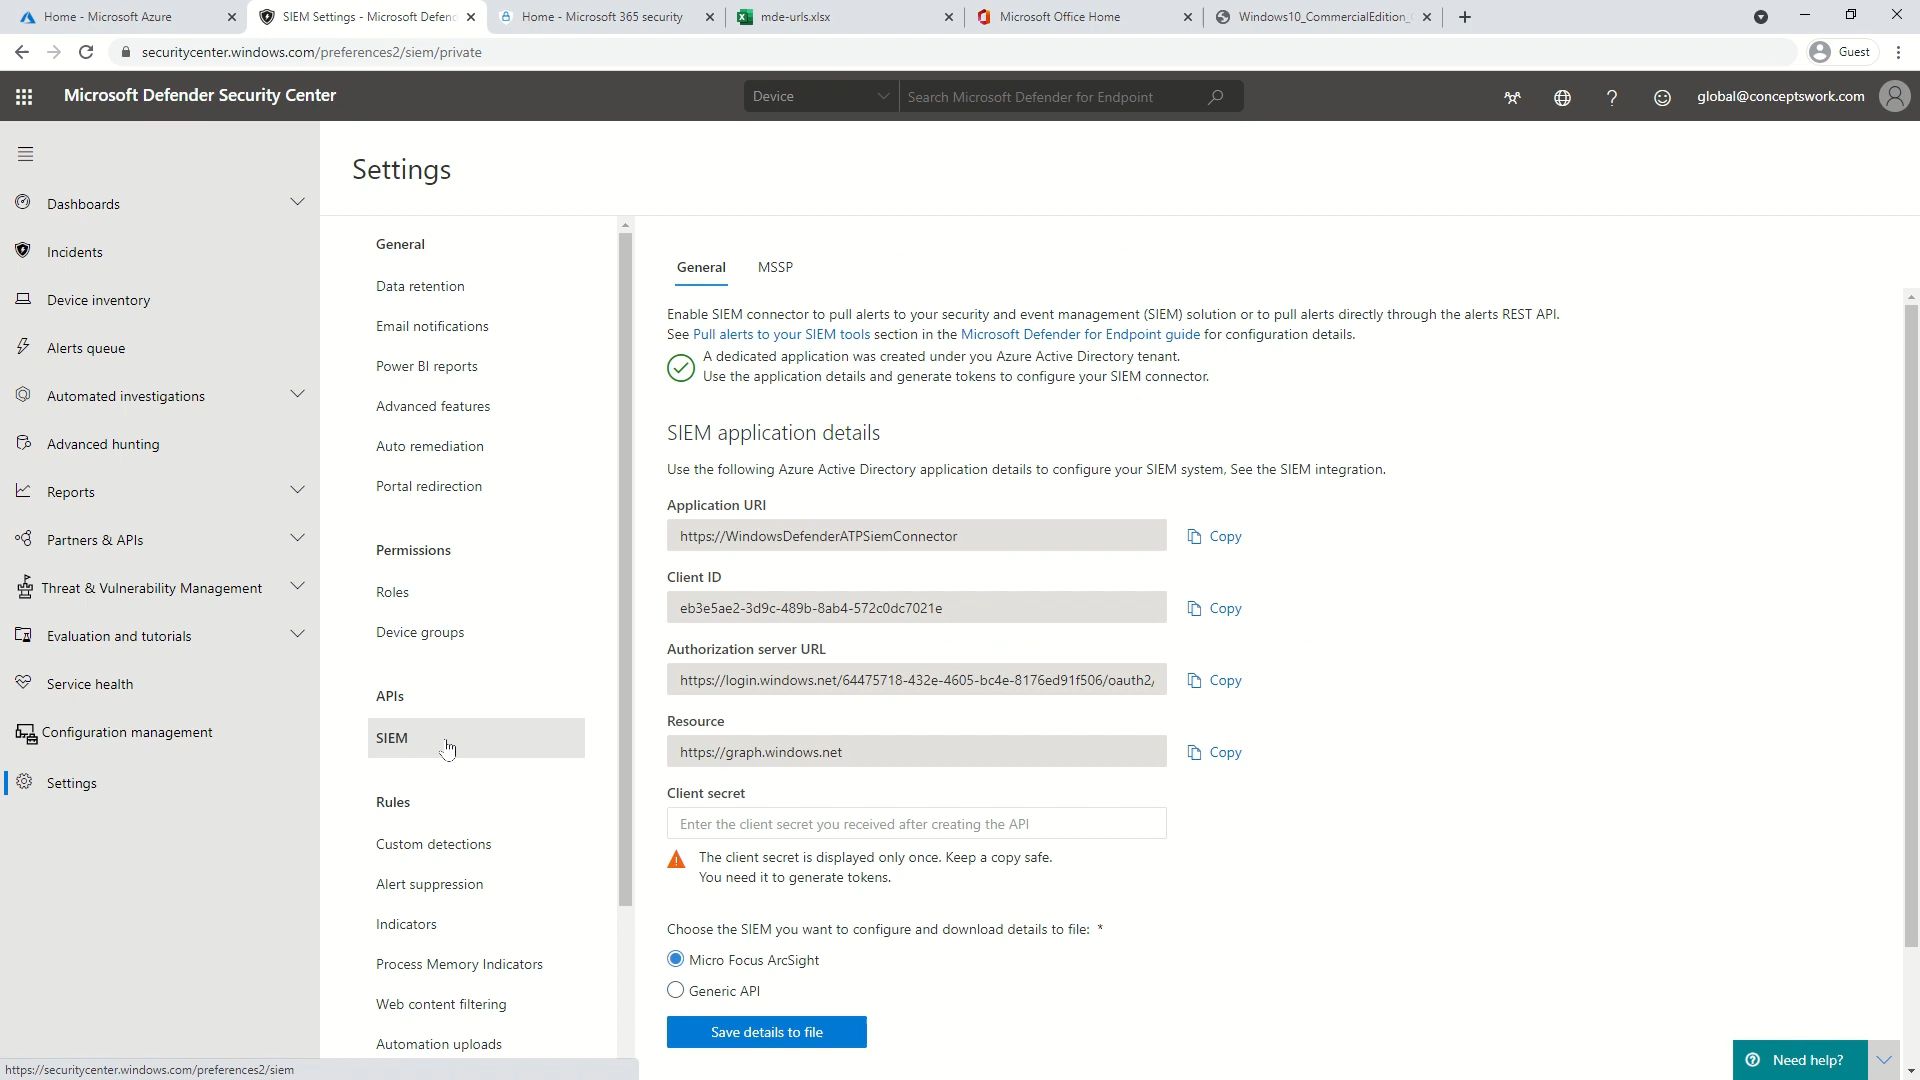 Home - Microsoft Azure
SIEM Settings - Microsoft Defend
Home - Microsoft 365 security
mde-urls.xlsx
Microsoft Office Home
Windows10_CommercialEdition_
securitycenter.windows.com/preferences2/siem/private
Guest
Microsoft Defender Security Center
Device
Search Microsoft Defender for Endpoint
global@conceptswork.com
Dashboards
Incidents
Device inventory
Alerts queue
Automated investigations
Advanced hunting
Reports
Partners & APIs
Threat & Vulnerability Management
Evaluation and tutorials
Service health
Configuration management
Settings
Settings
General
Data retention
Email notifications
Power BI reports
Advanced features
Auto remediation
Portal redirection
Permissions
Roles
Device groups
APIs
SIEM
Rules
Custom detections
Alert suppression
Indicators
Process Memory Indicators
Web content filtering
Automation uploads
General
MSSP
Enable SIEM connector to pull alerts to your security and event management (SIEM) solution or to pull alerts directly through the alerts REST API.
See Pull alerts to your SIEM tools section in the Microsoft Defender for Endpoint guide for configuration details.
A dedicated application was created under you Azure Active Directory tenant.
Use the application details and generate tokens to configure your SIEM connector.
SIEM application details
Use the following Azure Active Directory application details to configure your SIEM system, See the SIEM integration.
Application URI
https://WindowsDefenderATPSiemConnector
Copy
Client ID
eb3e5ae2-3d9c-489b-8ab4-572c0dc7021e
Copy
Authorization server URL
https://login.windows.net/64475718-432e-4605-bc4e-8176ed91f506/oauth2/
Copy
Resource
https://graph.windows.net
Copy
Client secret
Enter the client secret you received after creating the API
The client secret is displayed only once. Keep a copy safe.
You need it to generate tokens.
Choose the SIEM you want to configure and download details to file: *
Micro Focus ArcSight
Generic API
Save details to file
Need help?
https://securitycenter.windows.com/preferences2/siem